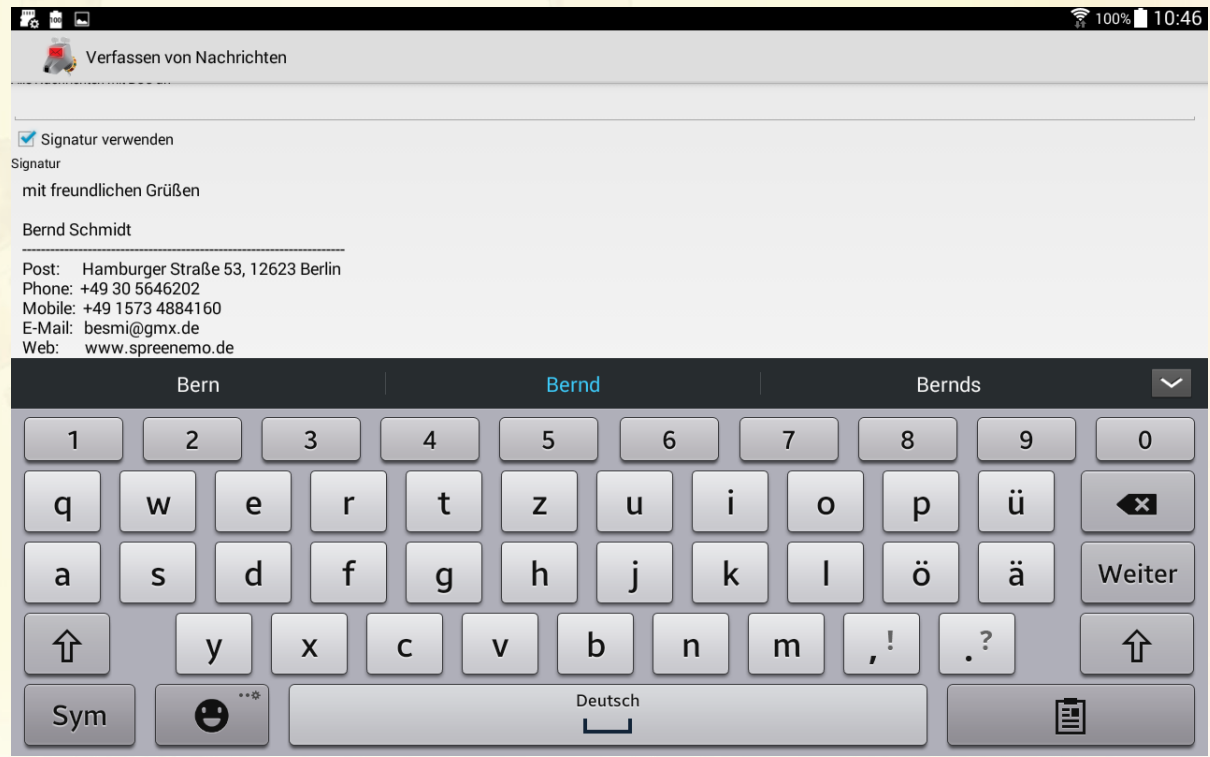 100 100% 10:46
Verfassen von Nachrichten
Signatur verwenden
Signatur
mit freundlichen Grüßen
Bernd Schmidt
--------------------------------------------------------------------
Post: Hamburger Straße 53, 12623 Berlin
Phone: +49 30 5646202
Mobile: +49 1573 4884160
E-Mail: besmi@gmx.de
Web: www.spreenemo.de
Bern Bernd Bernds
1 2 3 4 5 6 7 8 9 0
q w e r t z u i o p ü
a s d f g h j k l ö ä Weiter
y x c v b n m , ! . ?
Sym Deutsch